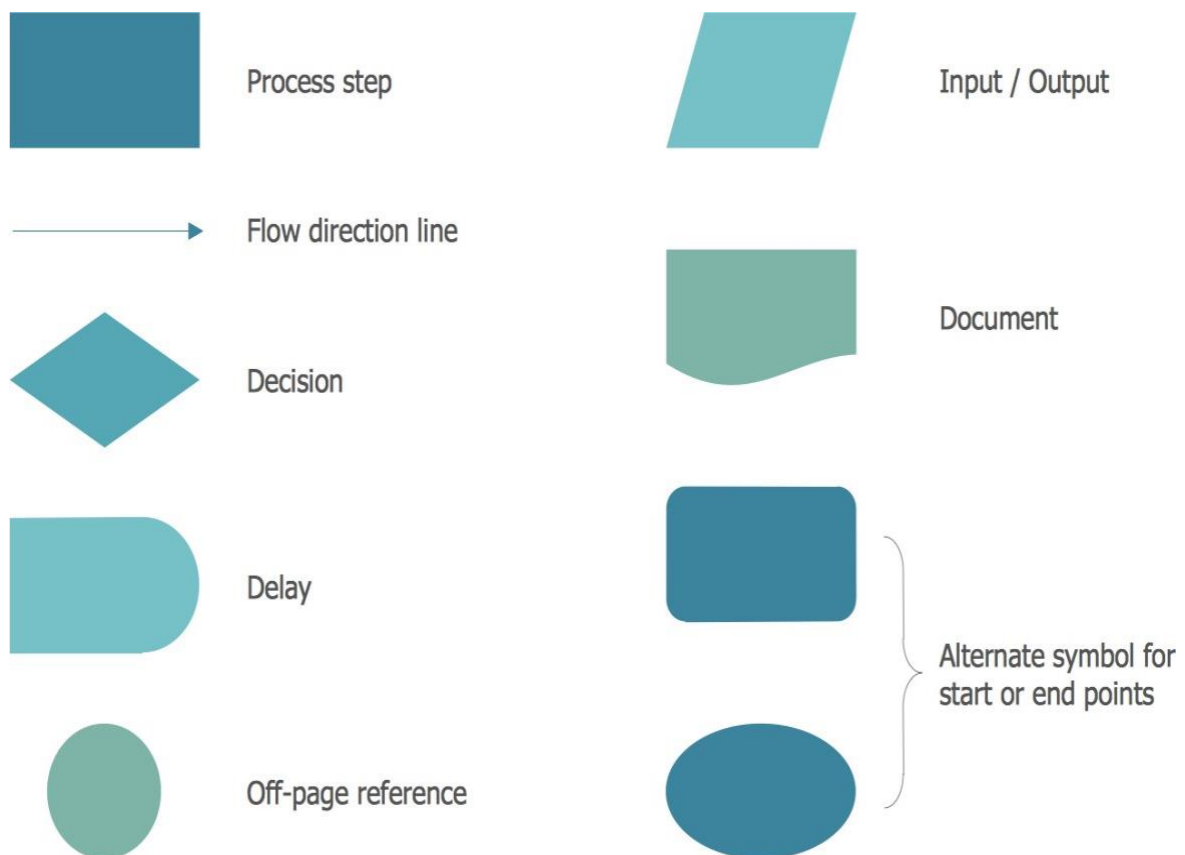 Process step
Input / Output
Flow direction line
Document
Decision
Delay
Alternate symbol for
start or end points
Off-page reference